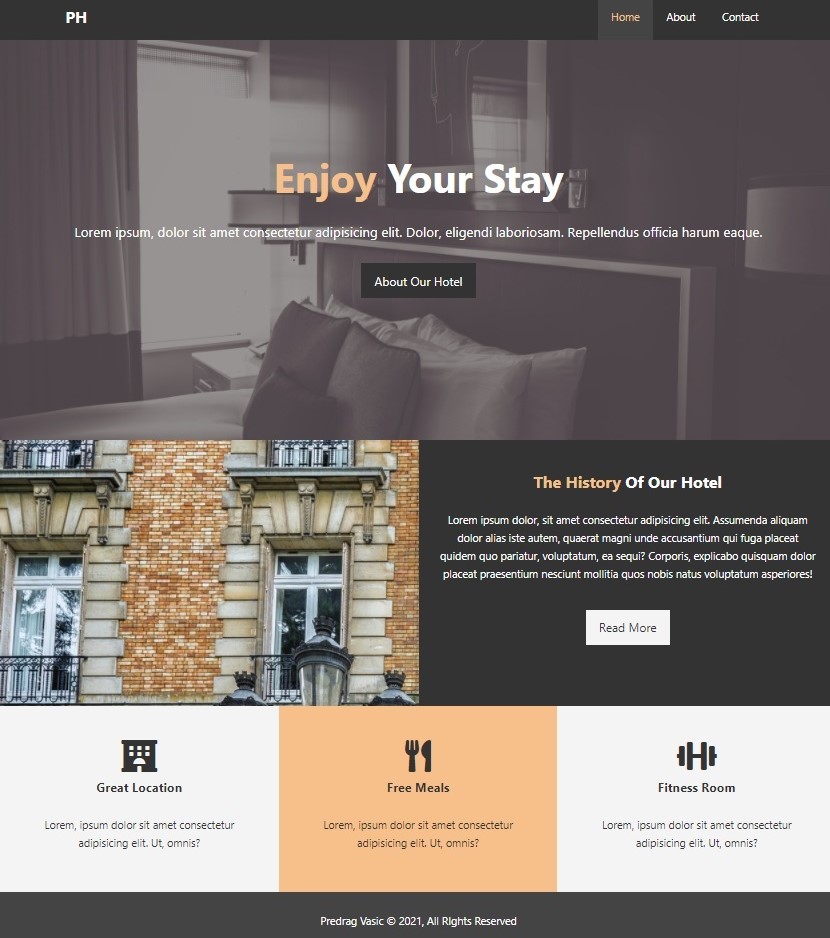 PH
Home About Contact
Enjoy Your Stay
Lorem ipsum, dolor sit amet consectetur adipisicing elit. Dolor, eligendi laboriosam. Repellendus officia harum eaque.
About Our Hotel
The History Of Our Hotel
Lorem ipsum dolor, sit amet consectetur adipisicing elit. Assumenda aliquam
dolor alias iste autem, quaerat magni unde accusantium qui fuga placeat
quidem quo pariatur, voluptatum, ea sequi? Corporis, explicabo quisquam dolor
placeat praesentium nesciunt mollitia quos nobis natus voluptatum asperiores!
Read More
Great Location
Lorem, ipsum dolor sit amet consectetur
adipisicing elit. Ut, omnis?
Free Meals
Lorem, ipsum dolor sit amet consectetur
adipisicing elit. Ut, omnis?
Fitness Room
Lorem, ipsum dolor sit amet consectetur
adipisicing elit. Ut, omnis?
Predrag Vasic © 2021, All RIghts Reserved